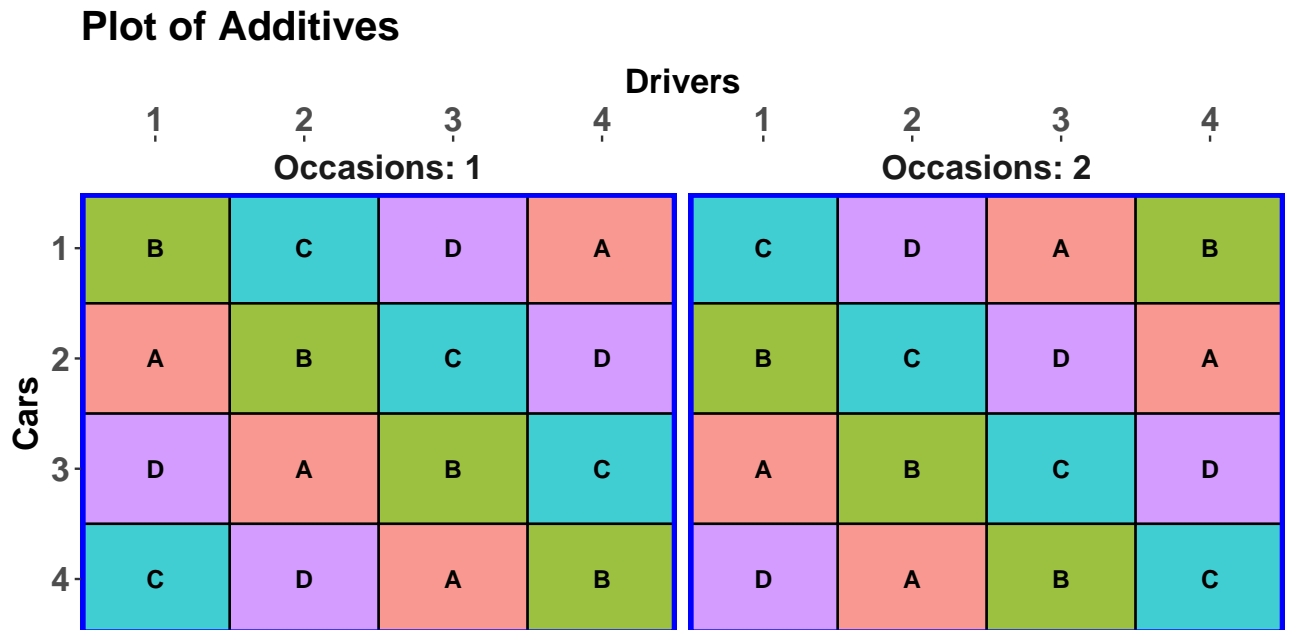 Plot of Additives
Drivers
1 2 3 4 1 2 3 4
Occasions: 1 Occasions: 2
1 B C D A C D A B
2 A B C D B C D A
Cars
3 D A B C A B C D
4 C D A B D A B C